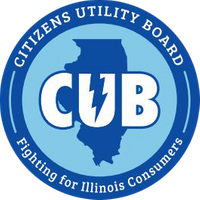 CITIZENS UTILITY BOARD
CUB
Fighting for Illinois Consumers